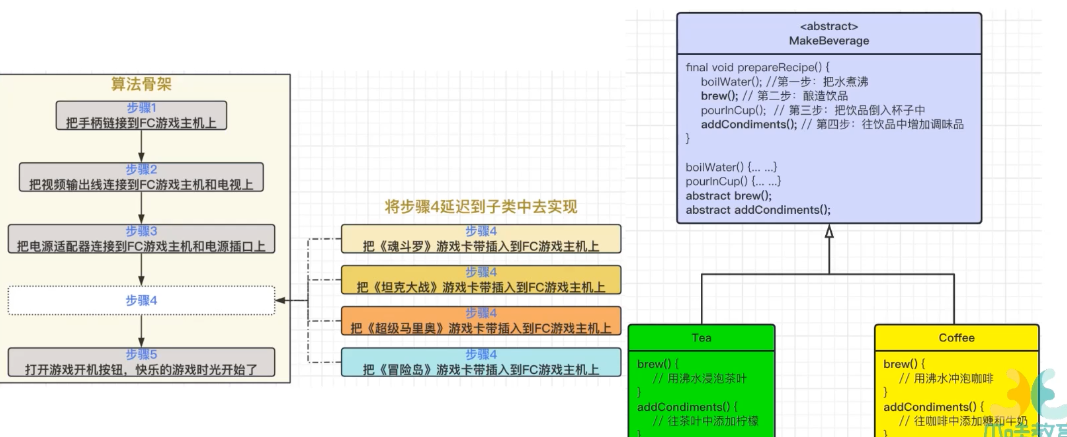 算法骨架
步骤1
把手柄链接到FC游戏主机上
步骤2
把视频输出线连接到FC游戏主机和电视上
步骤3
把电源适配器连接到FC游戏主机和电源插口上
步骤4
步骤5
打开游戏开机按钮，快乐的游戏时光开始了
将步骤4延迟到子类中去实现
步骤4
把《魂斗罗》游戏卡带插入到FC游戏主机上
步骤4
把《坦克大战》游戏卡带插入到FC游戏主机上
步骤4
把《超级马里奥》游戏卡带插入到FC游戏主机上
步骤4
把《冒险岛》游戏卡带插入到FC游戏主机上
<abstract>
MakeBeverage
final void prepareRecipe() {
boilWater(); //第一步：把水煮沸
brew(); // 第二步：酿造饮品
pourInCup(); // 第三步：把饮品倒入杯子中
addCondiments(); // 第四步：往饮品中增加调味品
}
boilWater() {... ...}
pourInCup() {... ...}
abstract brew();
abstract addCondiments();
Tea
brew() {
// 用沸水浸泡茶叶
}
addCondiments() {
// 往茶叶中添加柠檬
}
Coffee
brew() {
// 用沸水冲泡咖啡
}
addCondiments() {
// 往咖啡中添加糖和牛奶
}